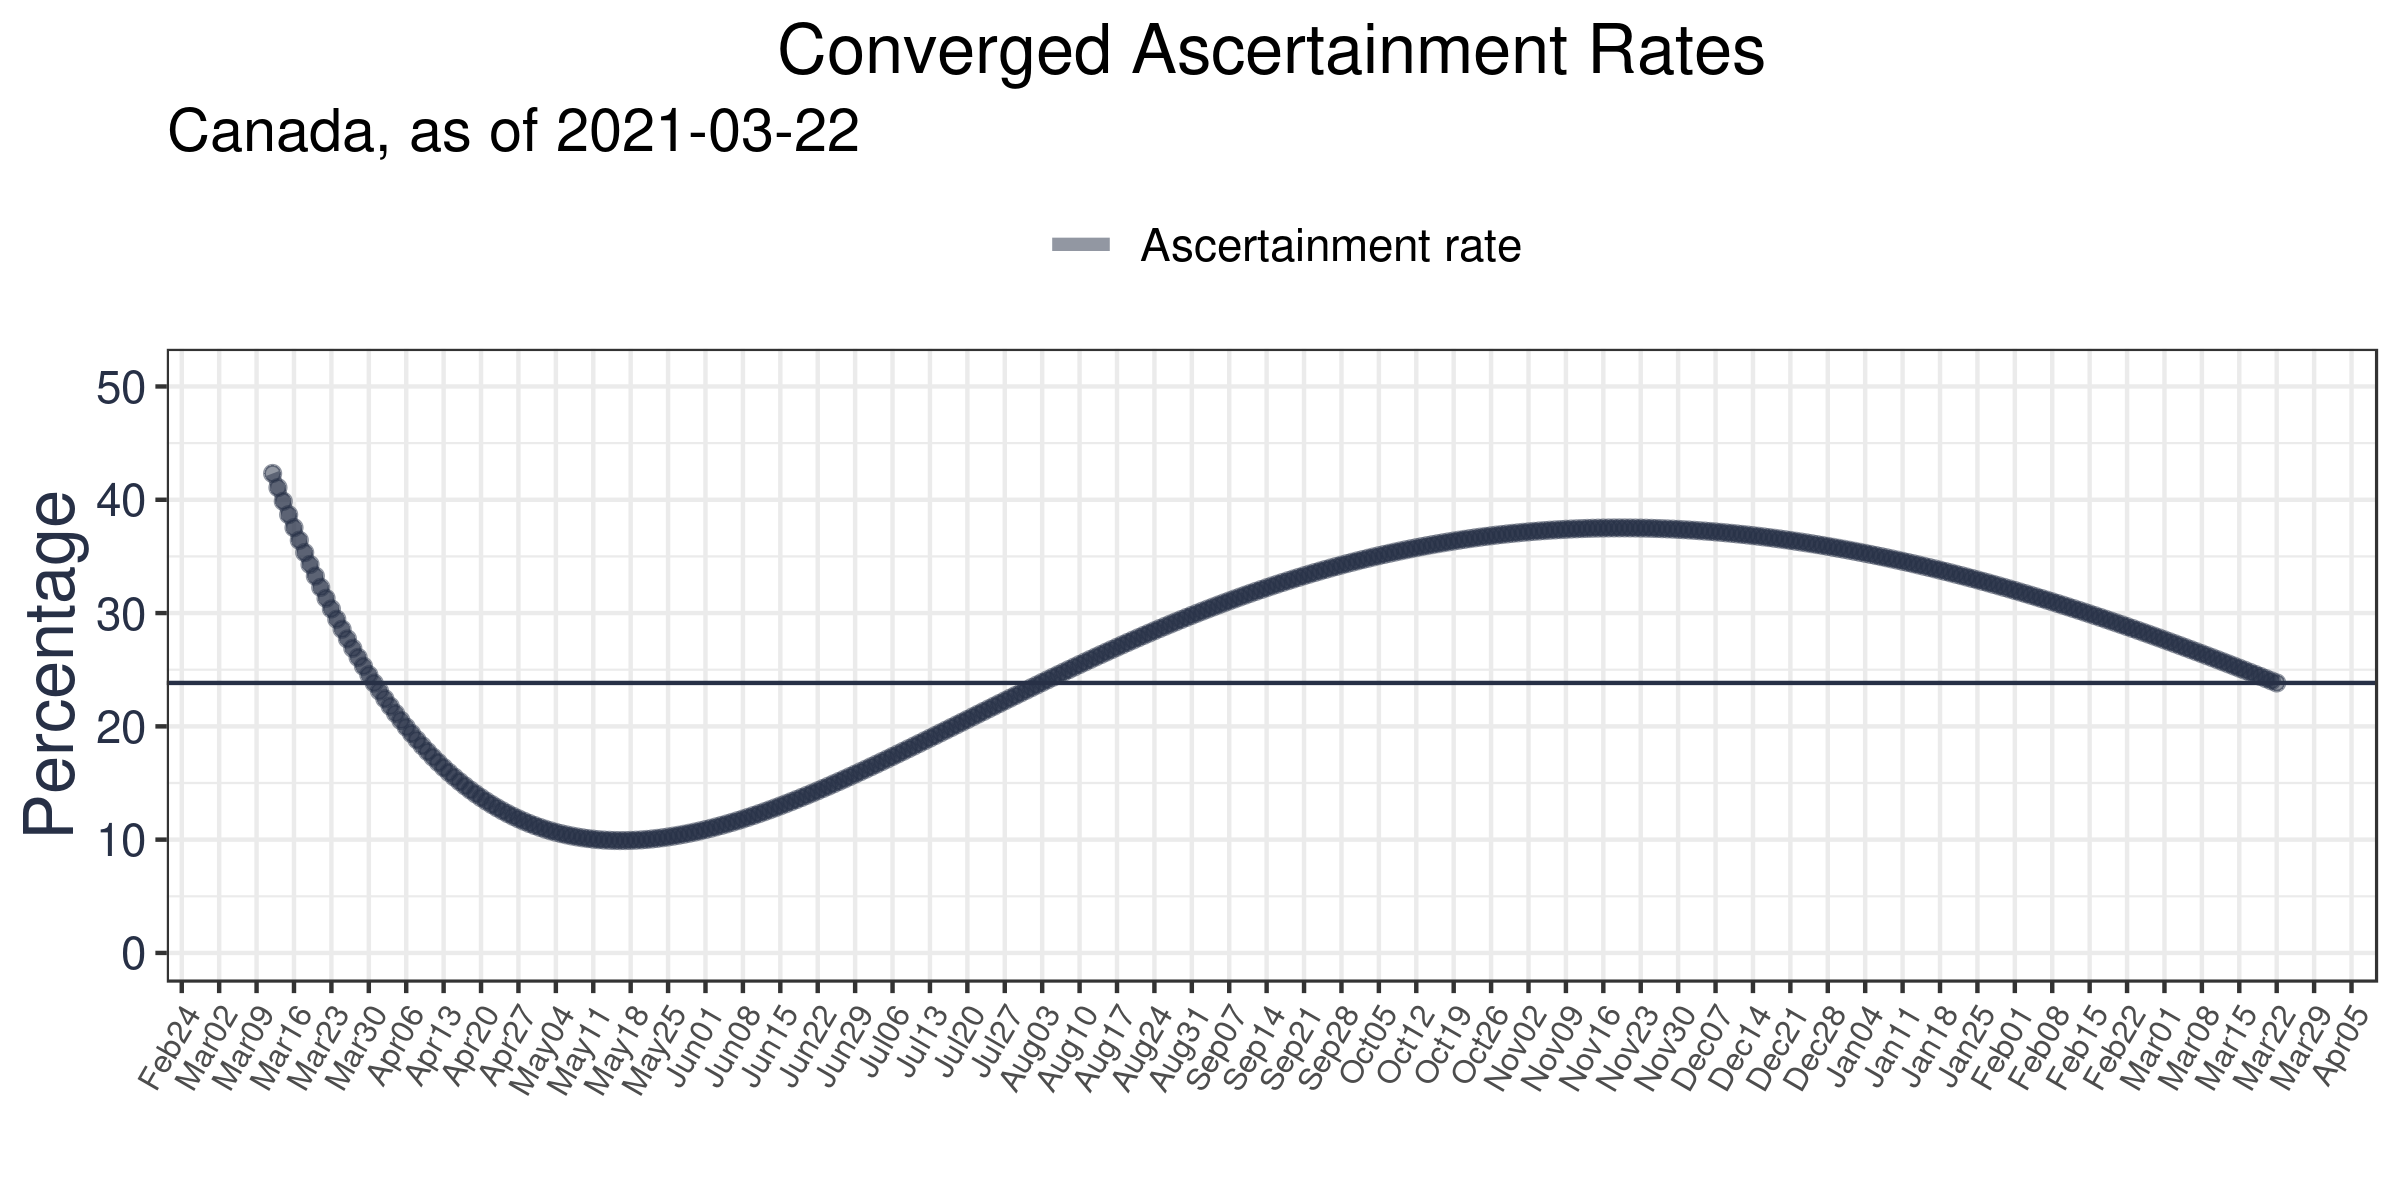 Converged Ascertainment Rates
Canada, as of 2021-03-22
Ascertainment rate
Percentage
50
40
30
20
10
0
Feb24
Mar02
Mar09
Mar16
Mar23
Mar30
Apr06
Apr13
Apr20
Apr27
May04
May11
May18
May25
Jun01
Jun08
Jun15
Jun22
Jun29
Jul06
Jul13
Jul20
Jul27
Aug03
Aug10
Aug17
Aug24
Aug31
Sep07
Sep14
Sep21
Sep28
Oct05
Oct12
Oct19
Oct26
Nov02
Nov09
Nov16
Nov23
Nov30
Dec07
Dec14
Dec21
Dec28
Jan04
Jan11
Jan18
Jan25
Feb01
Feb08
Feb15
Feb22
Mar01
Mar08
Mar15
Mar22
Mar29
Apr05